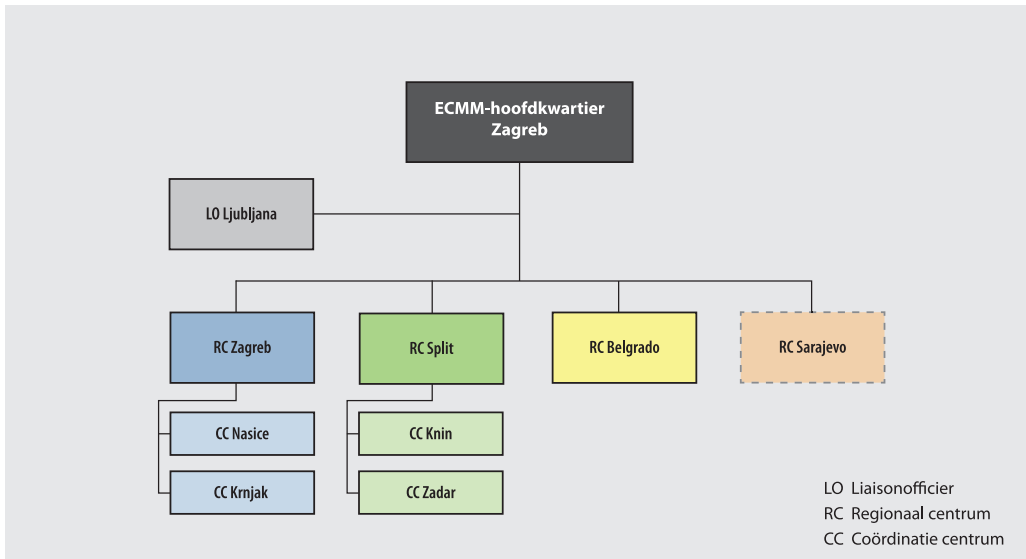 ECMM-hoofdkwartier
Zagreb
LO Ljubljana
RC Zagreb
RC Split
RC Belgrado
RC Sarajevo
CC Nasice
CC Knin
CC Krnjak
CC Zadar
LO Liaisonofficier
RC Regionaal centrum
CC Coördinatie centrum